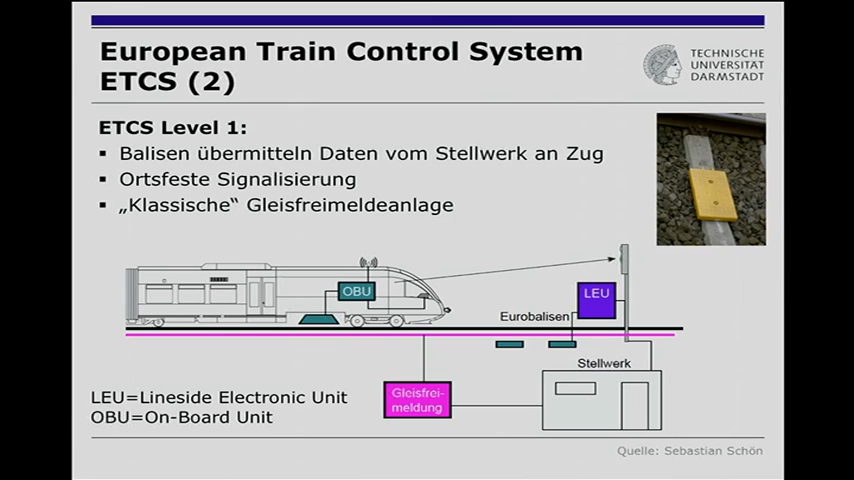 European Train Control System
ETCS (2)
TECHNISCHE
UNIVERSITÄT
DARMSTADT
ETCS Level 1:
▪ Balisen übermitteln Daten vom Stellwerk an Zug
▪ Ortsfeste Signalisierung
▪ „Klassische“ Gleisfreimeldeanlage
OBU
LEU
Eurobalisen
Stellwerk
Gleisfrei-
meldung
LEU=Lineside Electronic Unit
OBU=On-Board Unit
Quelle: Sebastian Schön